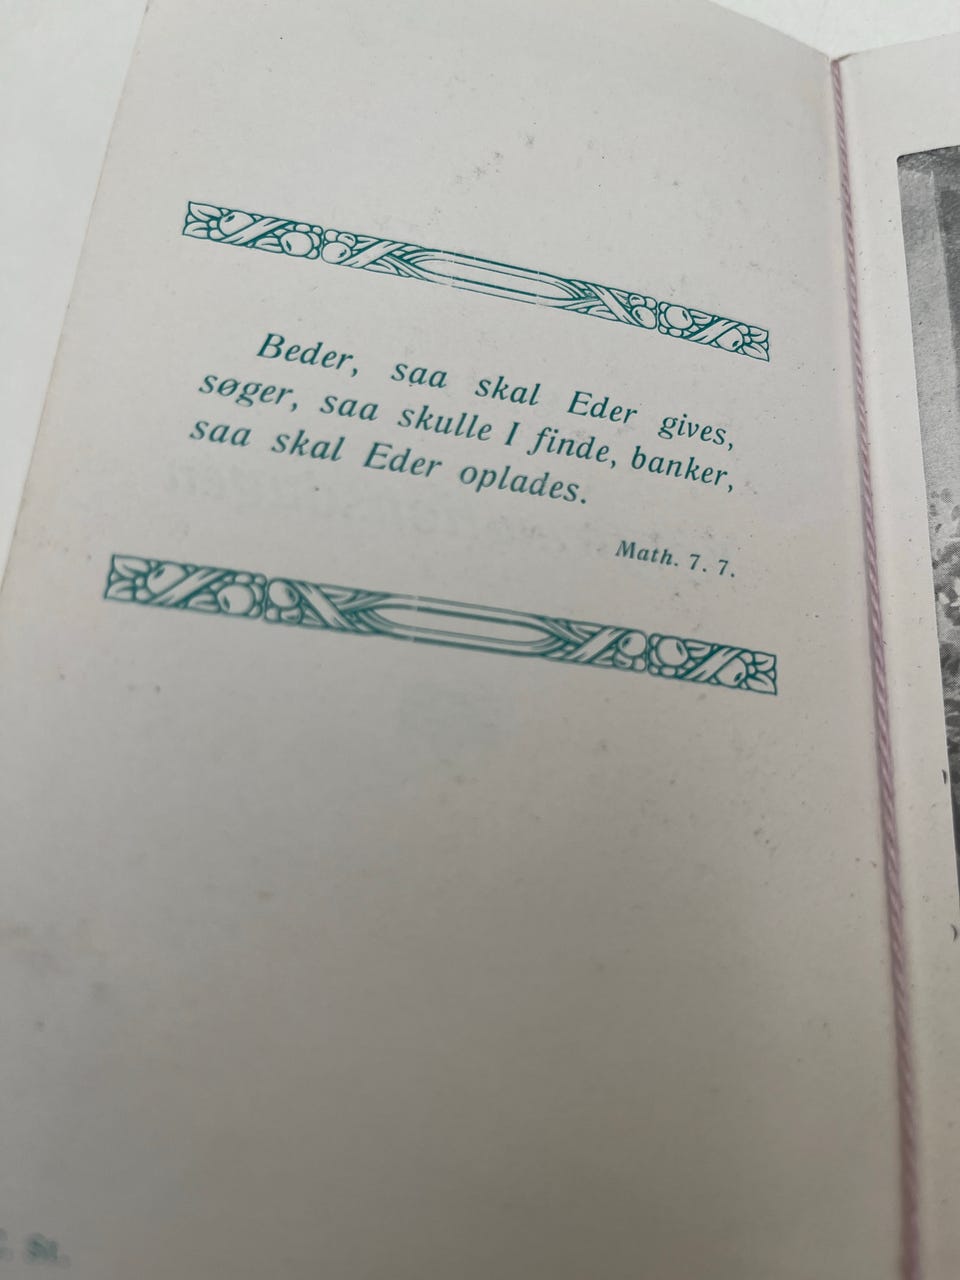 Beder, saa skal Eder gives,
søger, saa skulle I finde, banker,
saa skal Eder oplades.
Math. 7. 7.